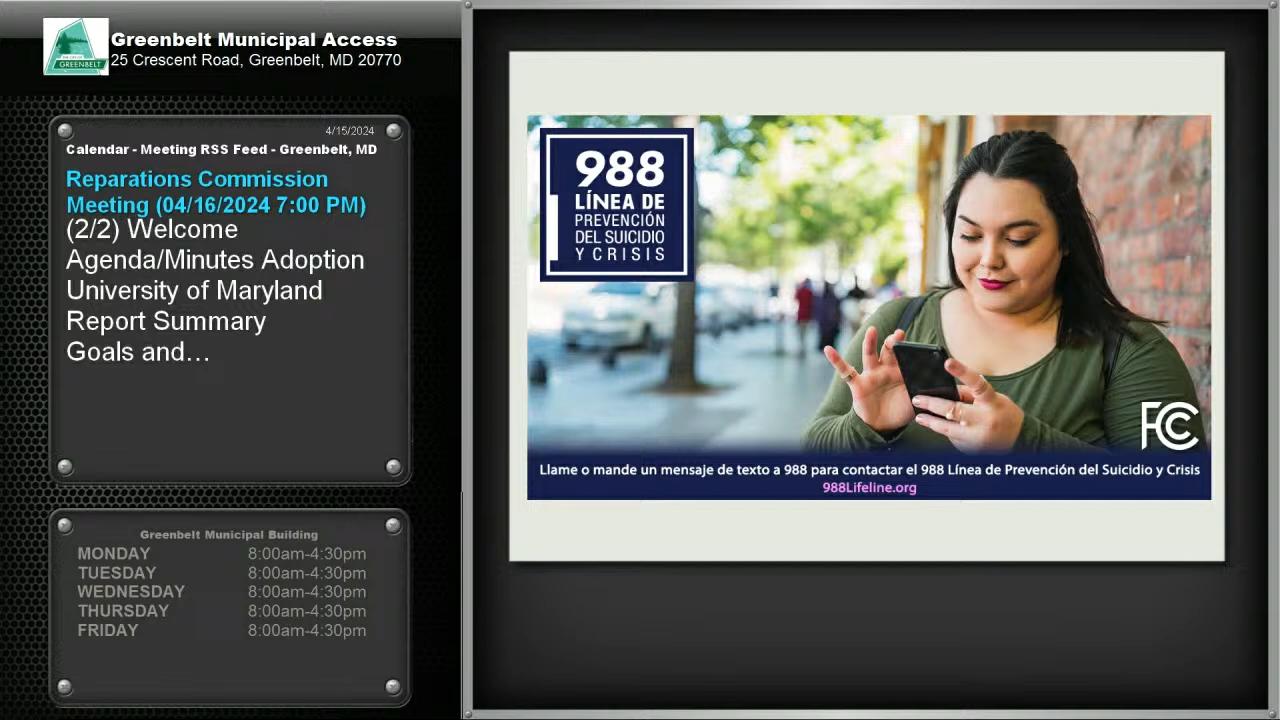 Greenbelt Municipal Access
25 Crescent Road, Greenbelt, MD 20770
GREENBELT
4/15/2024
Calendar - Meeting RSS Feed - Greenbelt, MD
Reparations Commission
Meeting (04/16/2024 7:00 PM)
(2/2) Welcome
Agenda/Minutes Adoption
University of Maryland
Report Summary
Goals and…
Greenbelt Municipal Building
MONDAY 8:00am-4:30pm
TUESDAY 8:00am-4:30pm
WEDNESDAY 8:00am-4:30pm
THURSDAY 8:00am-4:30pm
FRIDAY 8:00am-4:30pm
988
LÍNEA DE
PREVENCIÓN
DEL SUICIDIO
Y CRISIS
FCC
Llame o mande un mensaje de texto a 988 para contactar el 988 Línea de Prevención del Suicidio y Crisis
988Lifeline.org